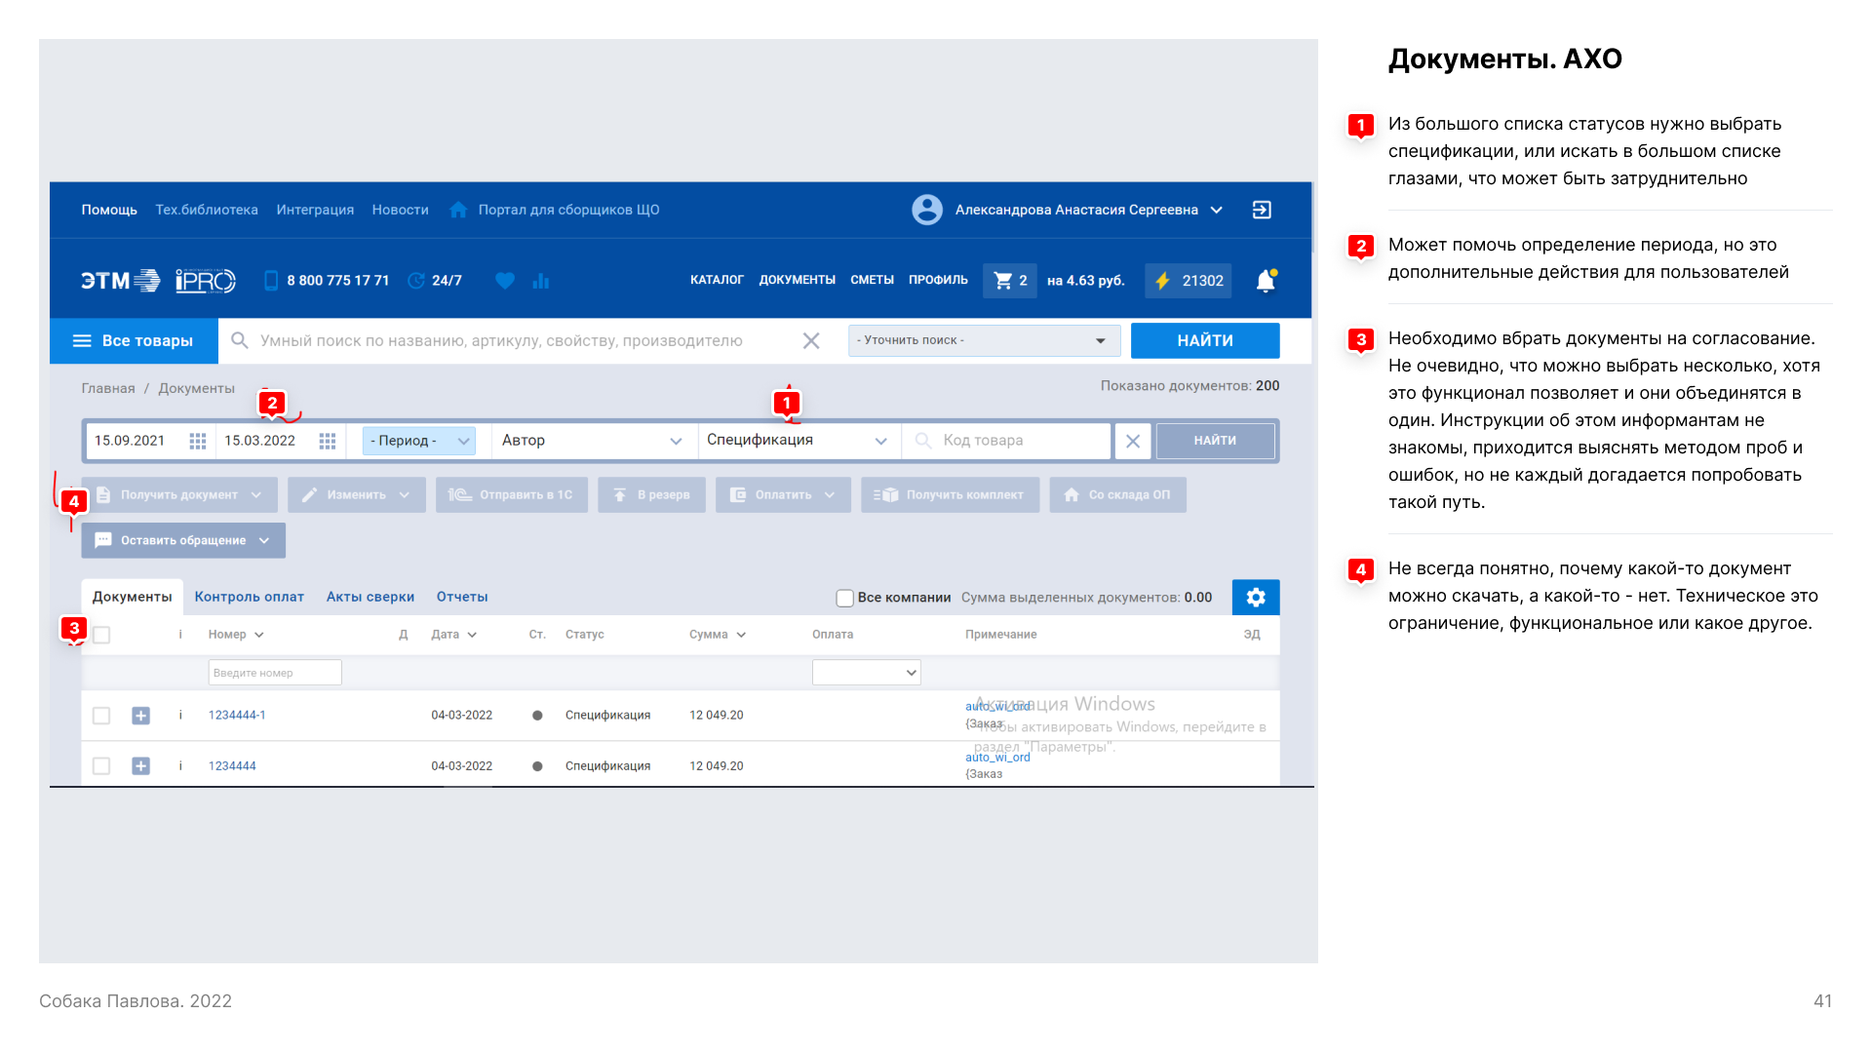 Документы. АХО
1
Из большого списка статусов нужно выбрать
спецификации, или искать в большом списке
глазами, что может быть затруднительно
2
Может помочь определение периода, но это
дополнительные действия для пользователей
3
Необходимо вбрать документы на согласование.
Не очевидно, что можно выбрать несколько, хотя
это функционал позволяет и они объединятся в
один. Инструкции об этом информантам не
знакомы, приходится выяснять методом проб и
ошибок, но не каждый догадается попробовать
такой путь.
4
Не всегда понятно, почему какой-то документ
можно скачать, а какой-то - нет. Техническое это
ограничение, функциональное или какое другое.
Помощь Тех.библиотека Интеграция Новости Портал для сборщиков ЩО Александрова Анастасия Сергеевна
ЭТМ iPRO 8 800 775 17 71 24/7 КАТАЛОГ ДОКУМЕНТЫ СМЕТЫ ПРОФИЛЬ 2 на 4.63 руб. 21302
Все товары Умный поиск по названию, артикулу, свойству, производителю - Уточнить поиск - НАЙТИ
Главная / Документы Показано документов: 200
2 1
15.09.2021 15.03.2022 - Период - Автор Спецификация Код товара НАЙТИ
4 Получить документ Изменить 1С Отправить в 1С В резерв Оплатить Получить комплект Со склада ОП
Оставить обращение
Документы Контроль оплат Акты сверки Отчеты Все компании Сумма выделенных документов: 0.00
3 i Номер Д Дата Ст. Статус Сумма Оплата Примечание ЭД
Введите номер
i 1234444-1 04-03-2022 Спецификация 12 049.20 auto_wi_ord
{Заказ
Активация Windows
Чтобы активировать Windows, перейдите в
раздел "Параметры".
i 1234444 04-03-2022 Спецификация 12 049.20 auto_wi_ord
{Заказ
Собака Павлова. 2022 41